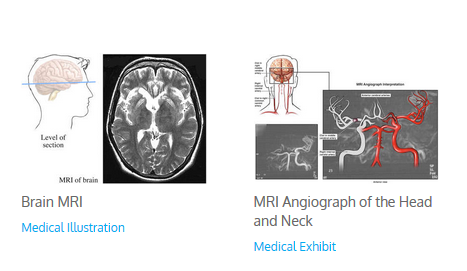 Level of
section
MRI of brain
Brain MRI
Medical Illustration
MRI Angiograph Interpretation
MRI Angiograph of the Head
and Neck
Medical Exhibit